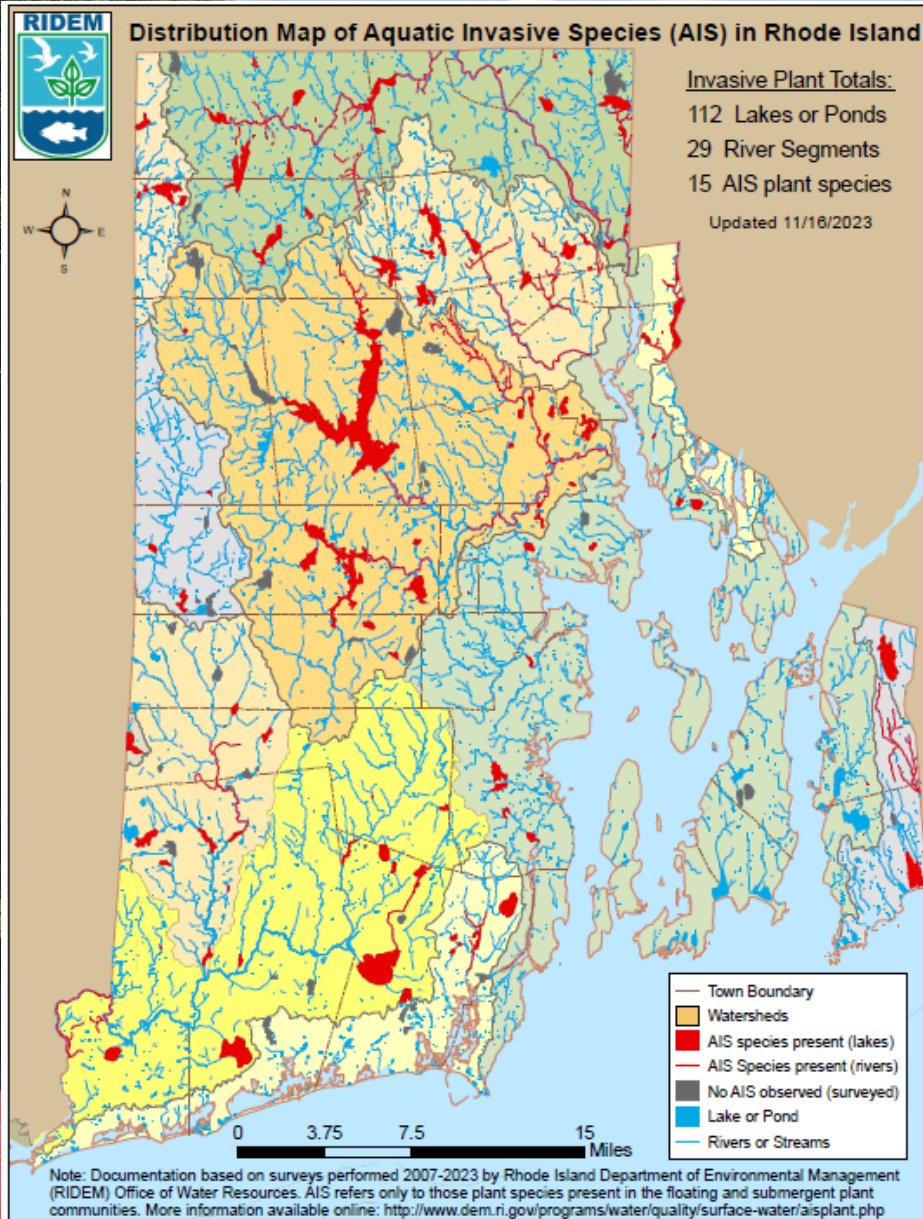 RIDEM
Distribution Map of Aquatic Invasive Species (AIS) in Rhode Island
Invasive Plant Totals:
112 Lakes or Ponds
29 River Segments
15 AIS plant species
Updated 11/16/2023
N
W
E
S
Town Boundary
Watersheds
AIS species present (lakes)
AIS Species present (rivers)
No AIS observed (surveyed)
Lake or Pond
Rivers or Streams
0 3.75 7.5 15
Miles
Note: Documentation based on surveys performed 2007-2023 by Rhode Island Department of Environmental Management
(RIDEM) Office of Water Resources. AIS refers only to those plant species present in the floating and submergent plant
communities. More information available online: http://www.dem.ri.gov/programs/water/quality/surface-water/aisplant.php